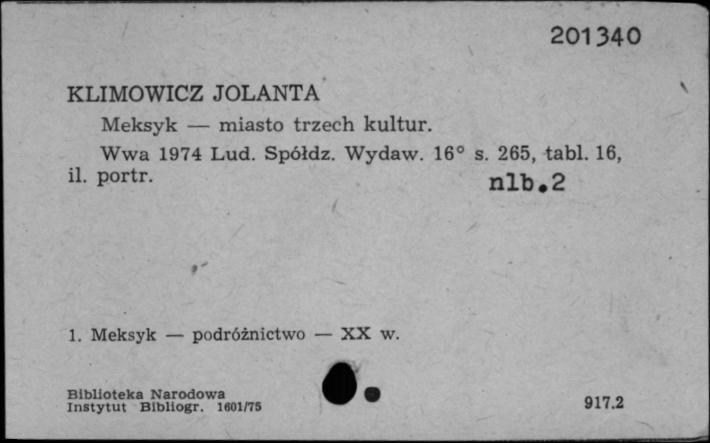 201340
KLIMOWICZ JOLANTA
Meksyk — miasto trzech kultur.
Wwa 1974 Lud. Spółdz. Wydaw. 16° s. 265, tabl. 16,
il. portr.
nlb.2
1. Meksyk — podróżnictwo — XX w.
Biblioteka Narodowa
Instytut Bibliogr. 1601/75
917.2